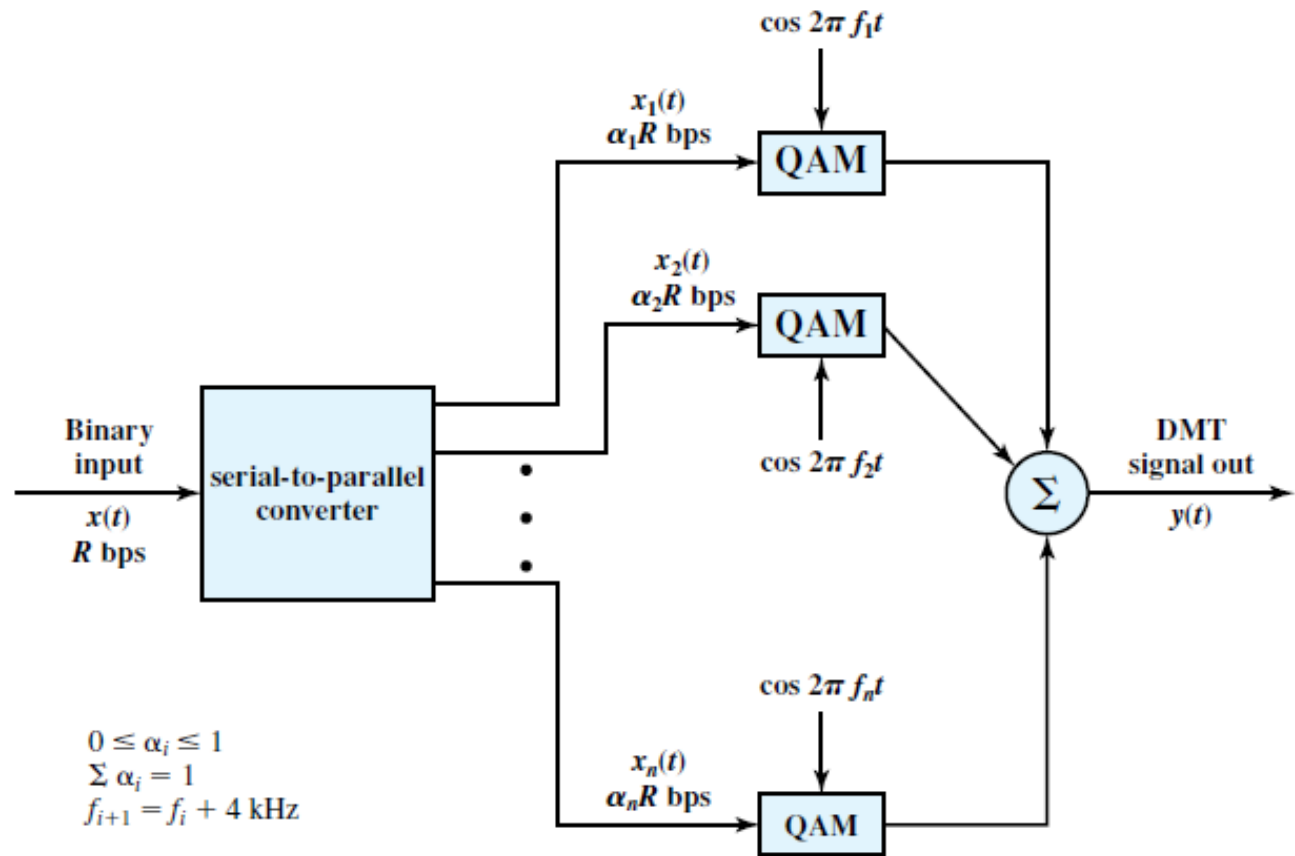 cos 2π f₁t
x₁(t)
α₁R bps
QAM
x₂(t)
α₂R bps
QAM
cos 2π f₂t
Binary
input
x(t)
R bps
serial-to-parallel
converter
Σ
DMT
signal out
y(t)
cos 2π fₙt
xₙ(t)
αₙR bps
QAM
0 ≤ αᵢ ≤ 1
Σ αᵢ = 1
fᵢ₊₁ = fᵢ + 4 kHz